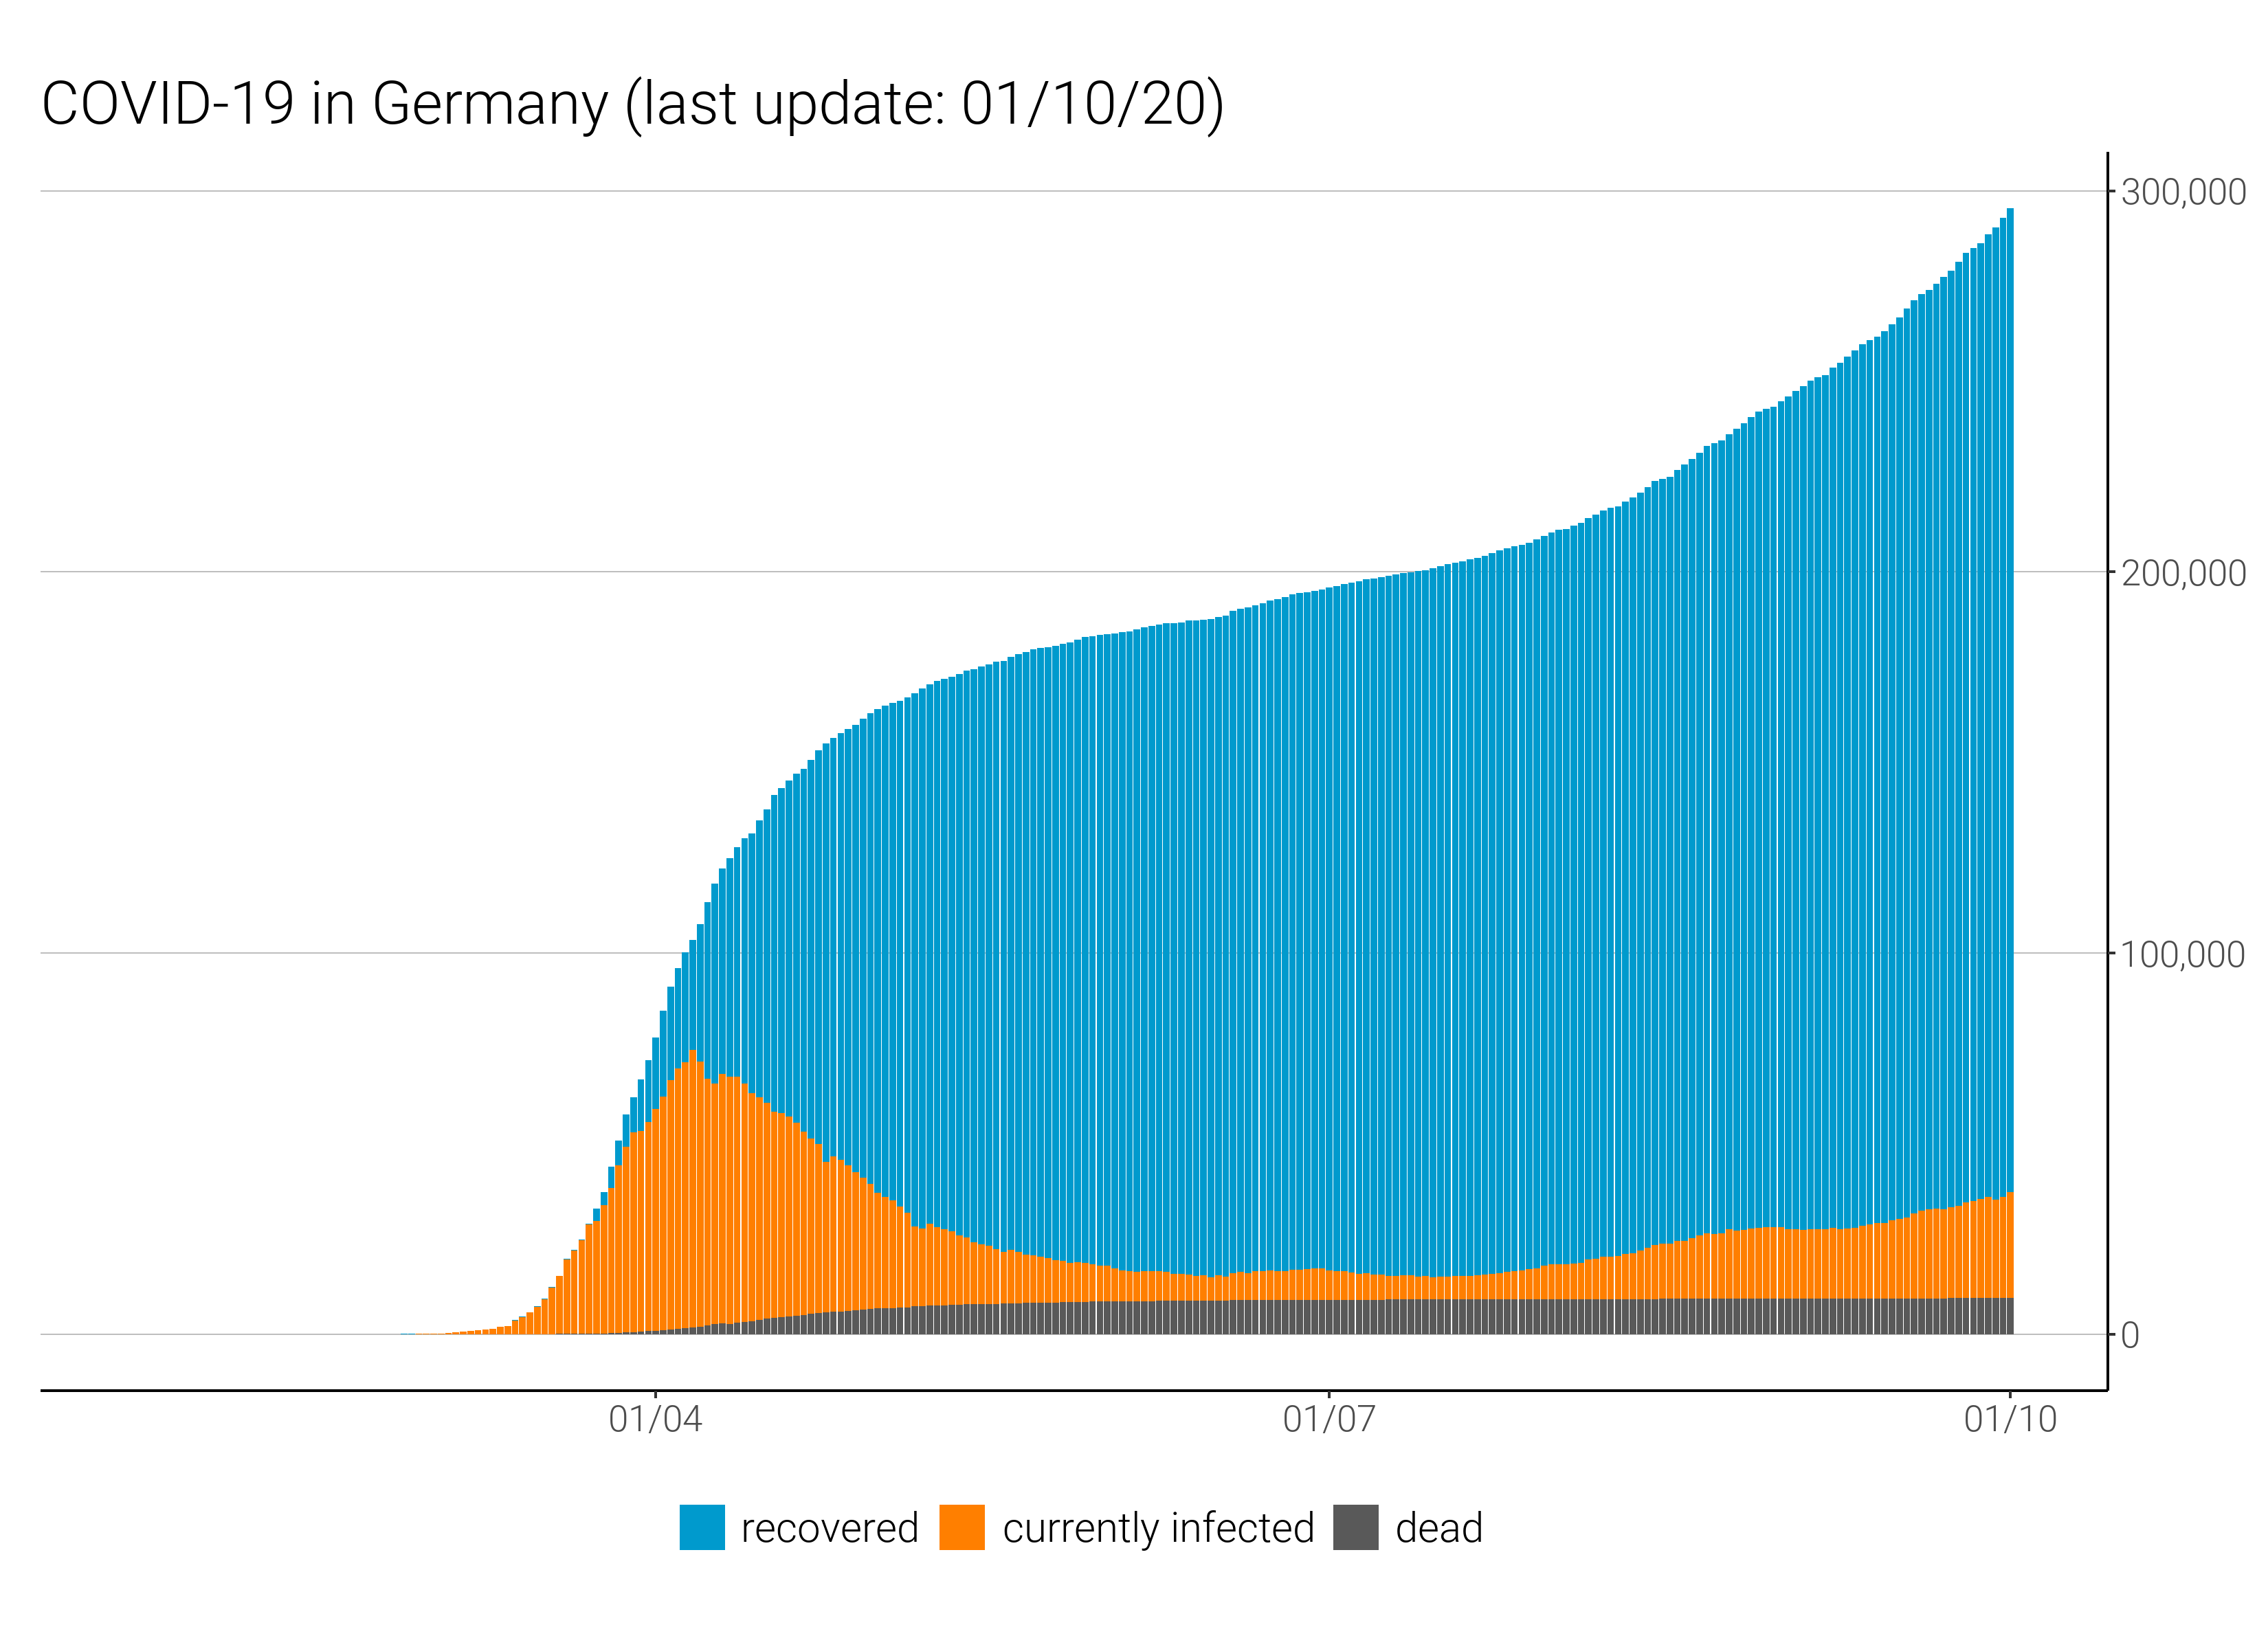 COVID-19 in Germany (last update: 01/10/20)
300,000
200,000
100,000
0
01/04 01/07 01/10
recovered currently infected dead